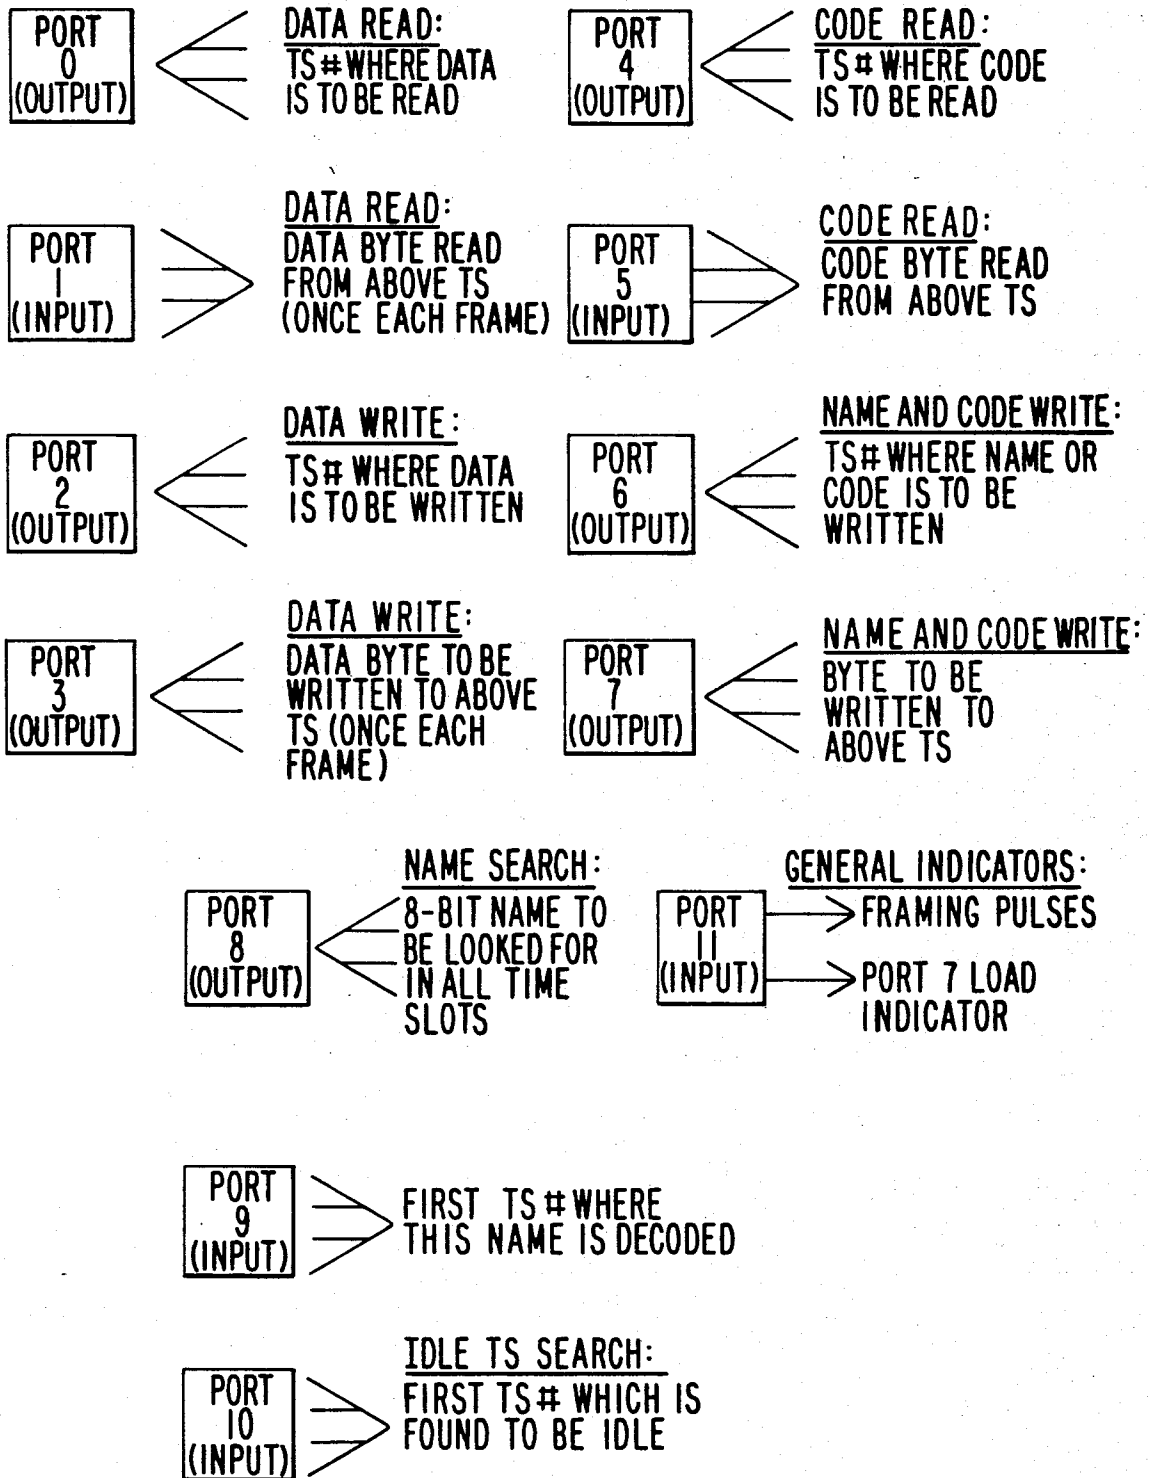 PORT
0
(OUTPUT)
DATA READ:
TS# WHERE DATA
IS TO BE READ
PORT
4
(OUTPUT)
CODE READ:
TS# WHERE CODE
IS TO BE READ
PORT
1
(INPUT)
DATA READ:
DATA BYTE READ
FROM ABOVE TS
(ONCE EACH FRAME)
PORT
5
(INPUT)
CODE READ:
CODE BYTE READ
FROM ABOVE TS
PORT
2
(OUTPUT)
DATA WRITE:
TS# WHERE DATA
IS TO BE WRITTEN
PORT
6
(OUTPUT)
NAME AND CODE WRITE:
TS# WHERE NAME OR
CODE IS TO BE
WRITTEN
PORT
3
(OUTPUT)
DATA WRITE:
DATA BYTE TO BE
WRITTEN TO ABOVE
TS (ONCE EACH
FRAME)
PORT
7
(OUTPUT)
NAME AND CODE WRITE:
BYTE TO BE
WRITTEN TO
ABOVE TS
PORT
8
(OUTPUT)
NAME SEARCH:
8-BIT NAME TO
BE LOOKED FOR
IN ALL TIME
SLOTS
PORT
11
(INPUT)
GENERAL INDICATORS:
FRAMING PULSES
PORT 7 LOAD
INDICATOR
PORT
9
(INPUT)
FIRST TS# WHERE
THIS NAME IS DECODED
PORT
10
(INPUT)
IDLE TS SEARCH:
FIRST TS# WHICH IS
FOUND TO BE IDLE